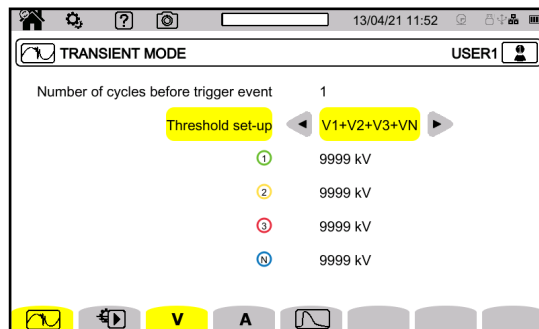 ? 13/04/21 11:52
TRANSIENT MODE USER1
Number of cycles before trigger event 1
Threshold set-up V1+V2+V3+VN
1 9999 kV
2 9999 kV
3 9999 kV
N 9999 kV
V A